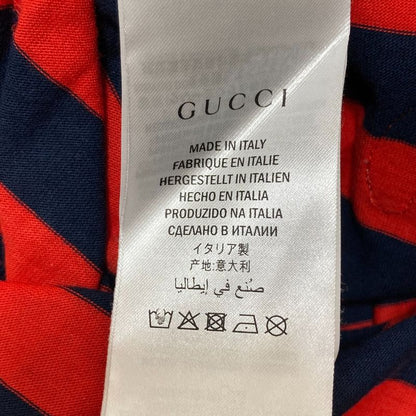 GUCCI
MADE IN ITALY
FABRIQUE EN ITALIE
HERGESTELLT IN ITALIEN
HECHO EN ITALIA
PRODUZIDO NA ITALIA
СДЕЛАНО В ИТАЛИИ
イタリア製
产地:意大利
صُنع في إيطاليا